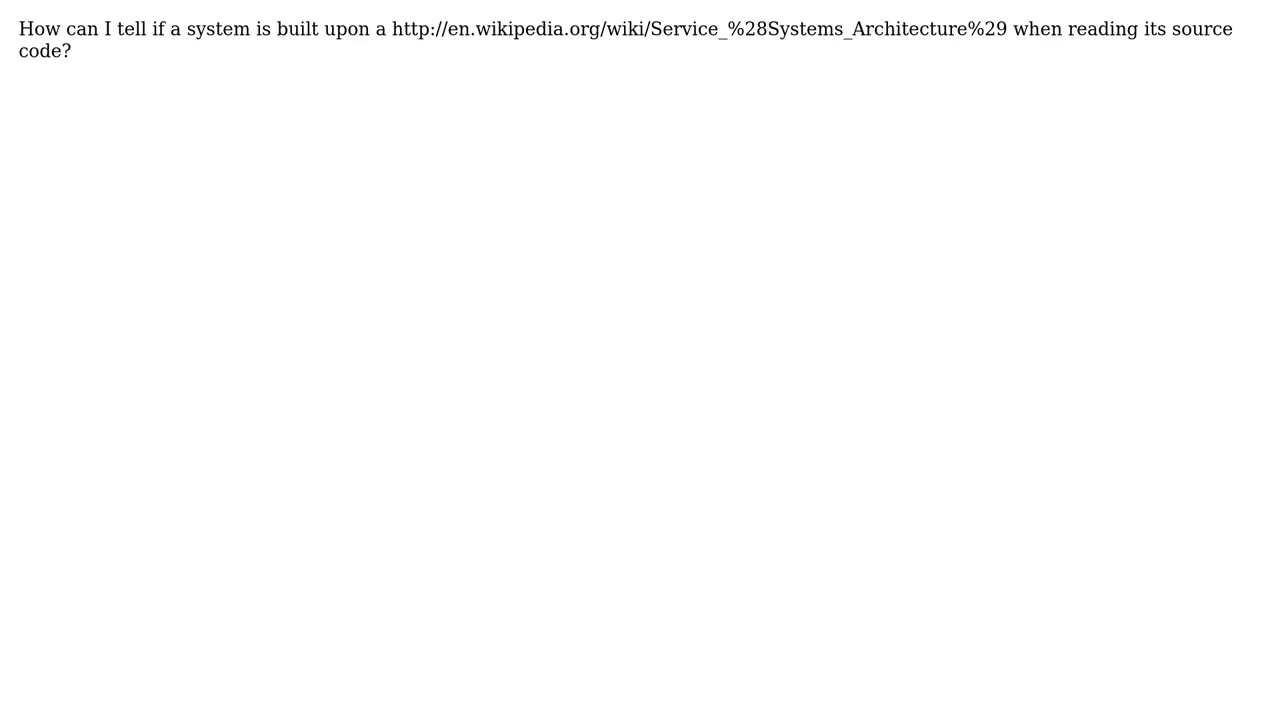 How can I tell if a system is built upon a http://en.wikipedia.org/wiki/Service_%28Systems_Architecture%29 when reading its source
code?